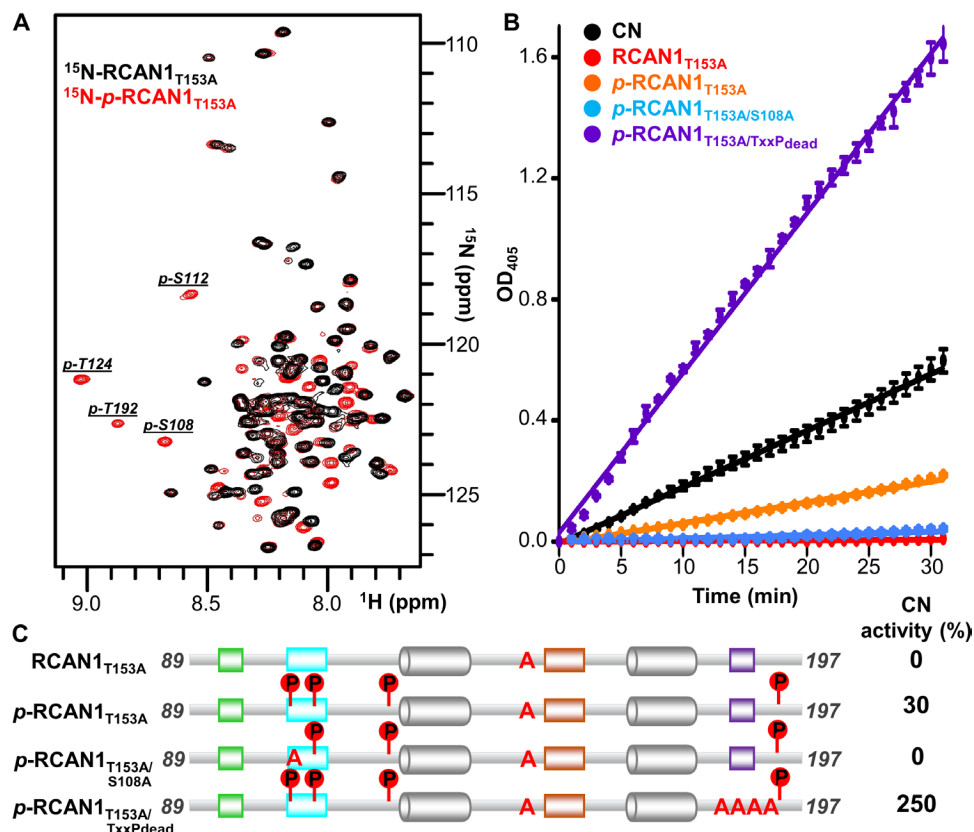 A
¹⁵N-RCAN1T153A
¹⁵N-p-RCAN1T153A
p-S112
p-T124
p-T192
p-S108
110
115
120
125
¹⁵N (ppm)
9.0
8.5
8.0
¹H (ppm)
B
CN
RCAN1T153A
p-RCAN1T153A
p-RCAN1T153A/S108A
p-RCAN1T153A/TxxPdead
1.6
1.2
0.8
0.4
0.0
OD405
0 5 10 15 20 25 30
Time (min)
C
CN
activity (%)
RCAN1T153A 89 A 197 0
P P P P
p-RCAN1T153A 89 A 197 30
P P P
p-RCAN1T153A/ 89 A A 197 0
S108A
P P P P
p-RCAN1T153A/ 89 A AAAA 197 250
TxxPdead